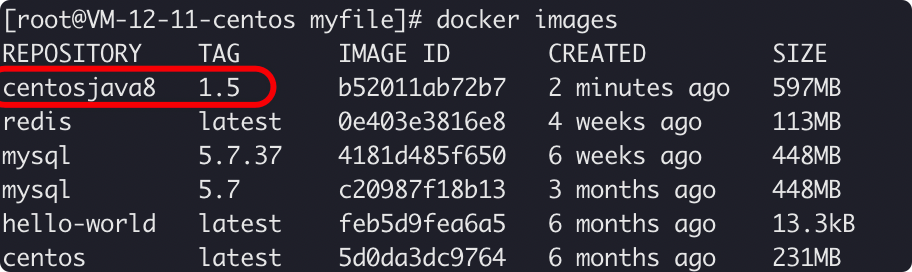 [root@VM-12-11-centos myfile]# docker images
REPOSITORY TAG IMAGE ID CREATED SIZE
centosjava8 1.5 b52011ab72b7 2 minutes ago 597MB
redis latest 0e403e3816e8 4 weeks ago 113MB
mysql 5.7.37 4181d485f650 6 weeks ago 448MB
mysql 5.7 c20987f18b13 3 months ago 448MB
hello-world latest feb5d9fea6a5 6 months ago 13.3kB
centos latest 5d0da3dc9764 6 months ago 231MB